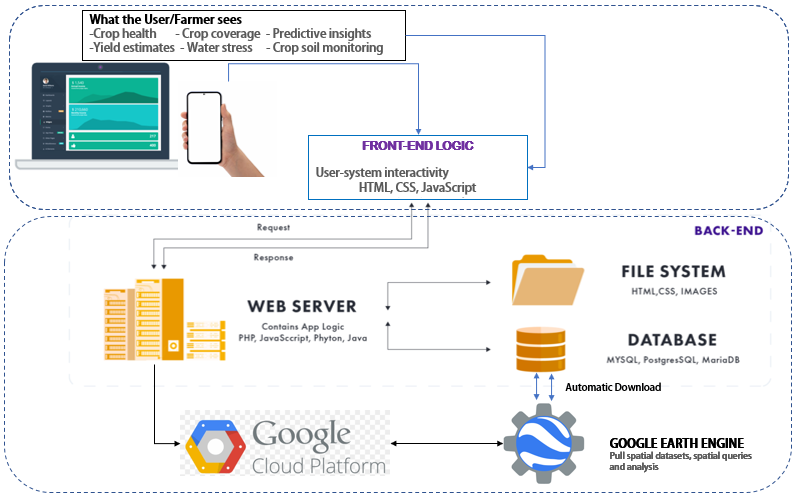 What the User/Farmer sees
-Crop health - Crop coverage - Predictive insights
-Yield estimates - Water stress - Crop soil monitoring
FRONT-END LOGIC
User-system interactivity
HTML, CSS, JavaScript
Request
BACK-END
Response
FILE SYSTEM
HTML,CSS, IMAGES
WEB SERVER
Contains App Logic
PHP, JavaSccript, Phyton, Java
DATABASE
MYSQL, PostgresSQL, MariaDB
Automatic Download
Google
Cloud Platform
GOOGLE EARTH ENGINE
Pull spatial datasets, spatial queries
and analysis